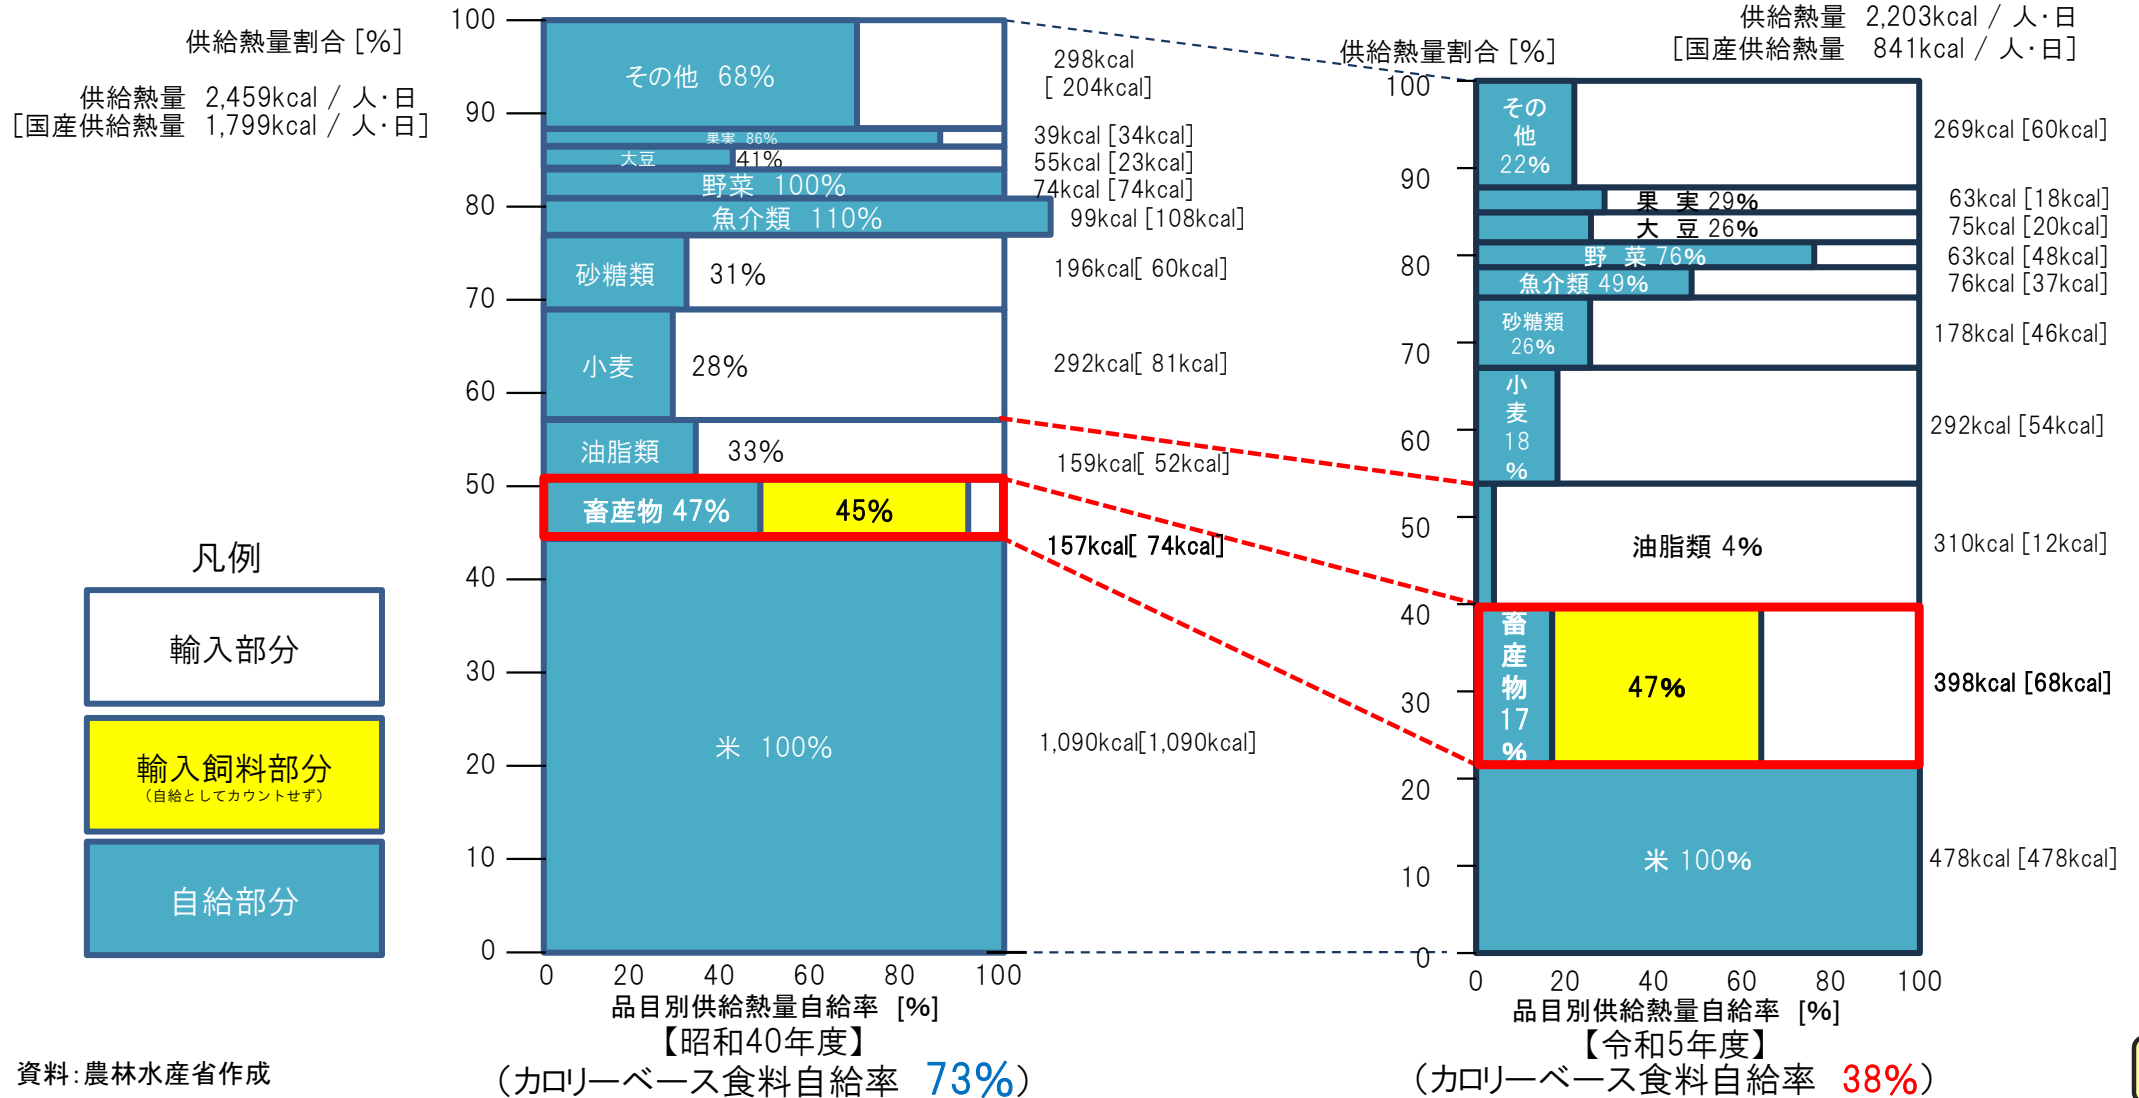 供給熱量割合 [%]
供給熱量 2,459kcal / 人・日
[国産供給熱量 1,799kcal / 人・日]
100
90
80
70
60
50
40
30
20
10
0
その他 68%
果実 86%
大豆 41%
野菜 100%
魚介類 110%
砂糖類 31%
小麦 28%
油脂類 33%
畜産物 47% 45%
米 100%
298kcal
[ 204kcal]
39kcal [34kcal]
55kcal [23kcal]
74kcal [74kcal]
99kcal [108kcal]
196kcal[ 60kcal]
292kcal[ 81kcal]
159kcal[ 52kcal]
157kcal[ 74kcal]
1,090kcal[1,090kcal]
0 20 40 60 80 100
品目別供給熱量自給率 [%]
【昭和40年度】
（カロリーベース食料自給率 73%）
凡例
輸入部分
輸入飼料部分
（自給としてカウントせず）
自給部分
資料：農林水産省作成
供給熱量 2,203kcal / 人・日
[国産供給熱量 841kcal / 人・日]
供給熱量割合 [%]
100
90
80
70
60
50
40
30
20
10
0
その
他
22%
果 実 29%
大 豆 26%
野 菜 76%
魚介類 49%
砂糖類
26%
小
麦
18
%
油脂類 4%
畜
産
物
17
%
47%
米 100%
269kcal [60kcal]
63kcal [18kcal]
75kcal [20kcal]
63kcal [48kcal]
76kcal [37kcal]
178kcal [46kcal]
292kcal [54kcal]
310kcal [12kcal]
398kcal [68kcal]
478kcal [478kcal]
0 20 40 60 80 100
品目別供給熱量自給率 [%]
【令和5年度】
（カロリーベース食料自給率 38%）